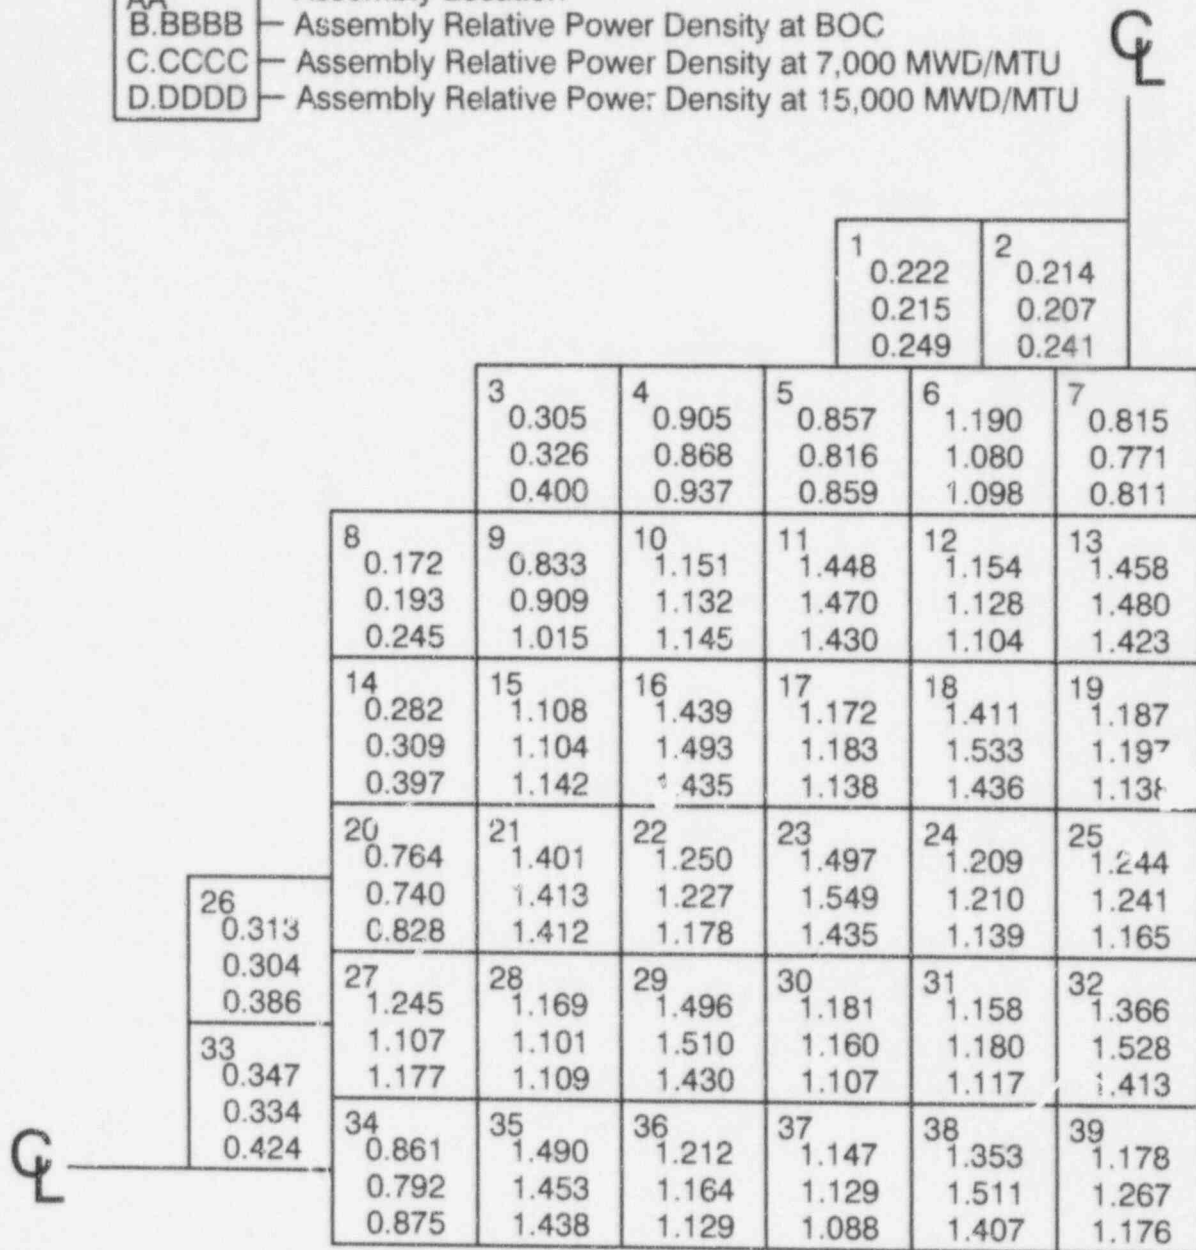 AA Assembly Location
B.BBBB Assembly Relative Power Density at BOC
C.CCCC Assembly Relative Power Density at 7,000 MWD/MTU
D.DDDD Assembly Relative Power Density at 15,000 MWD/MTU
CL
1 2
0.222 0.214
0.215 0.207
0.249 0.241
3 4 5 6 7
0.305 0.905 0.857 1.190 0.815
0.326 0.868 0.816 1.080 0.771
0.400 0.937 0.859 1.098 0.811
8 9 10 11 12 13
0.172 0.833 1.151 1.448 1.154 1.458
0.193 0.909 1.132 1.470 1.128 1.480
0.245 1.015 1.145 1.430 1.104 1.423
14 15 16 17 18 19
0.282 1.108 1.439 1.172 1.411 1.187
0.309 1.104 1.493 1.183 1.533 1.197
0.397 1.142 1.435 1.138 1.436
20 21 22 23 24 25
0.764 1.401 1.250 1.497 1.209 1.244
0.740 1.413 1.227 1.549 1.210 1.241
0.828 1.412 1.178 1.435 1.139 1.165
26
0.313
0.304
0.386
27 28 29 30 31 32
1.245 1.169 1.496 1.181 1.158 1.366
1.107 1.101 1.510 1.160 1.180 1.528
1.177 1.109 1.430 1.107 1.117 1.413
33
0.347
0.334
0.424
34 35 36 37 38 39
0.861 1.490 1.212 1.147 1.353 1.178
0.792 1.453 1.164 1.129 1.511 1.267
0.875 1.438 1.129 1.088 1.407 1.176
CL